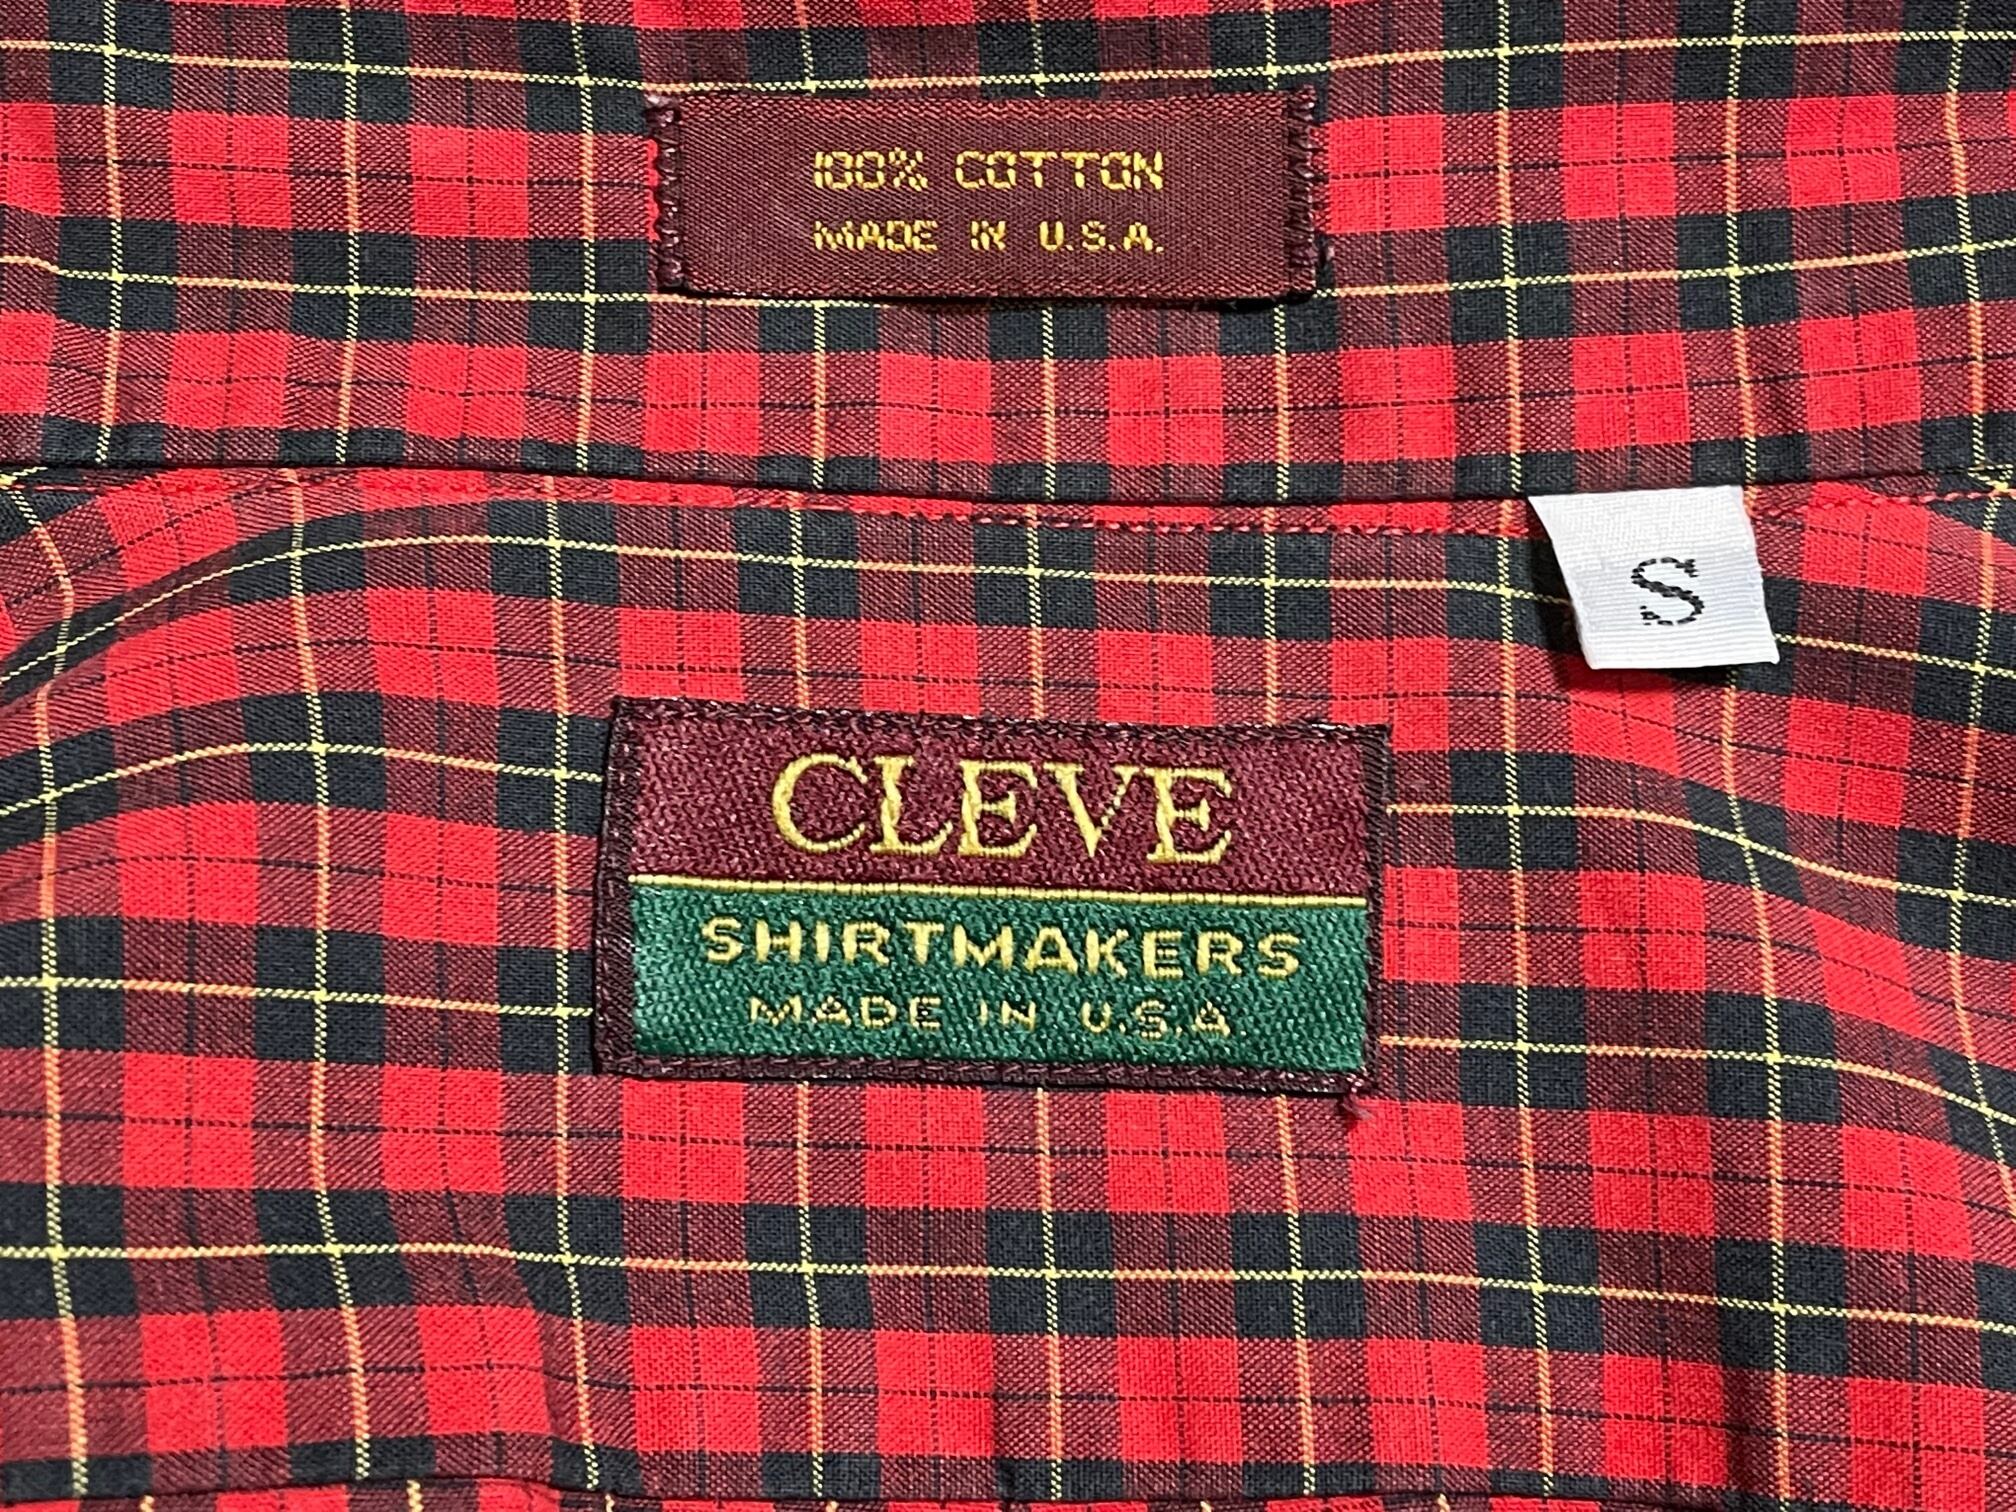 100% COTTON
MADE IN U.S.A.
S
CLEVE
SHIRTMAKERS
MADE IN U.S.A